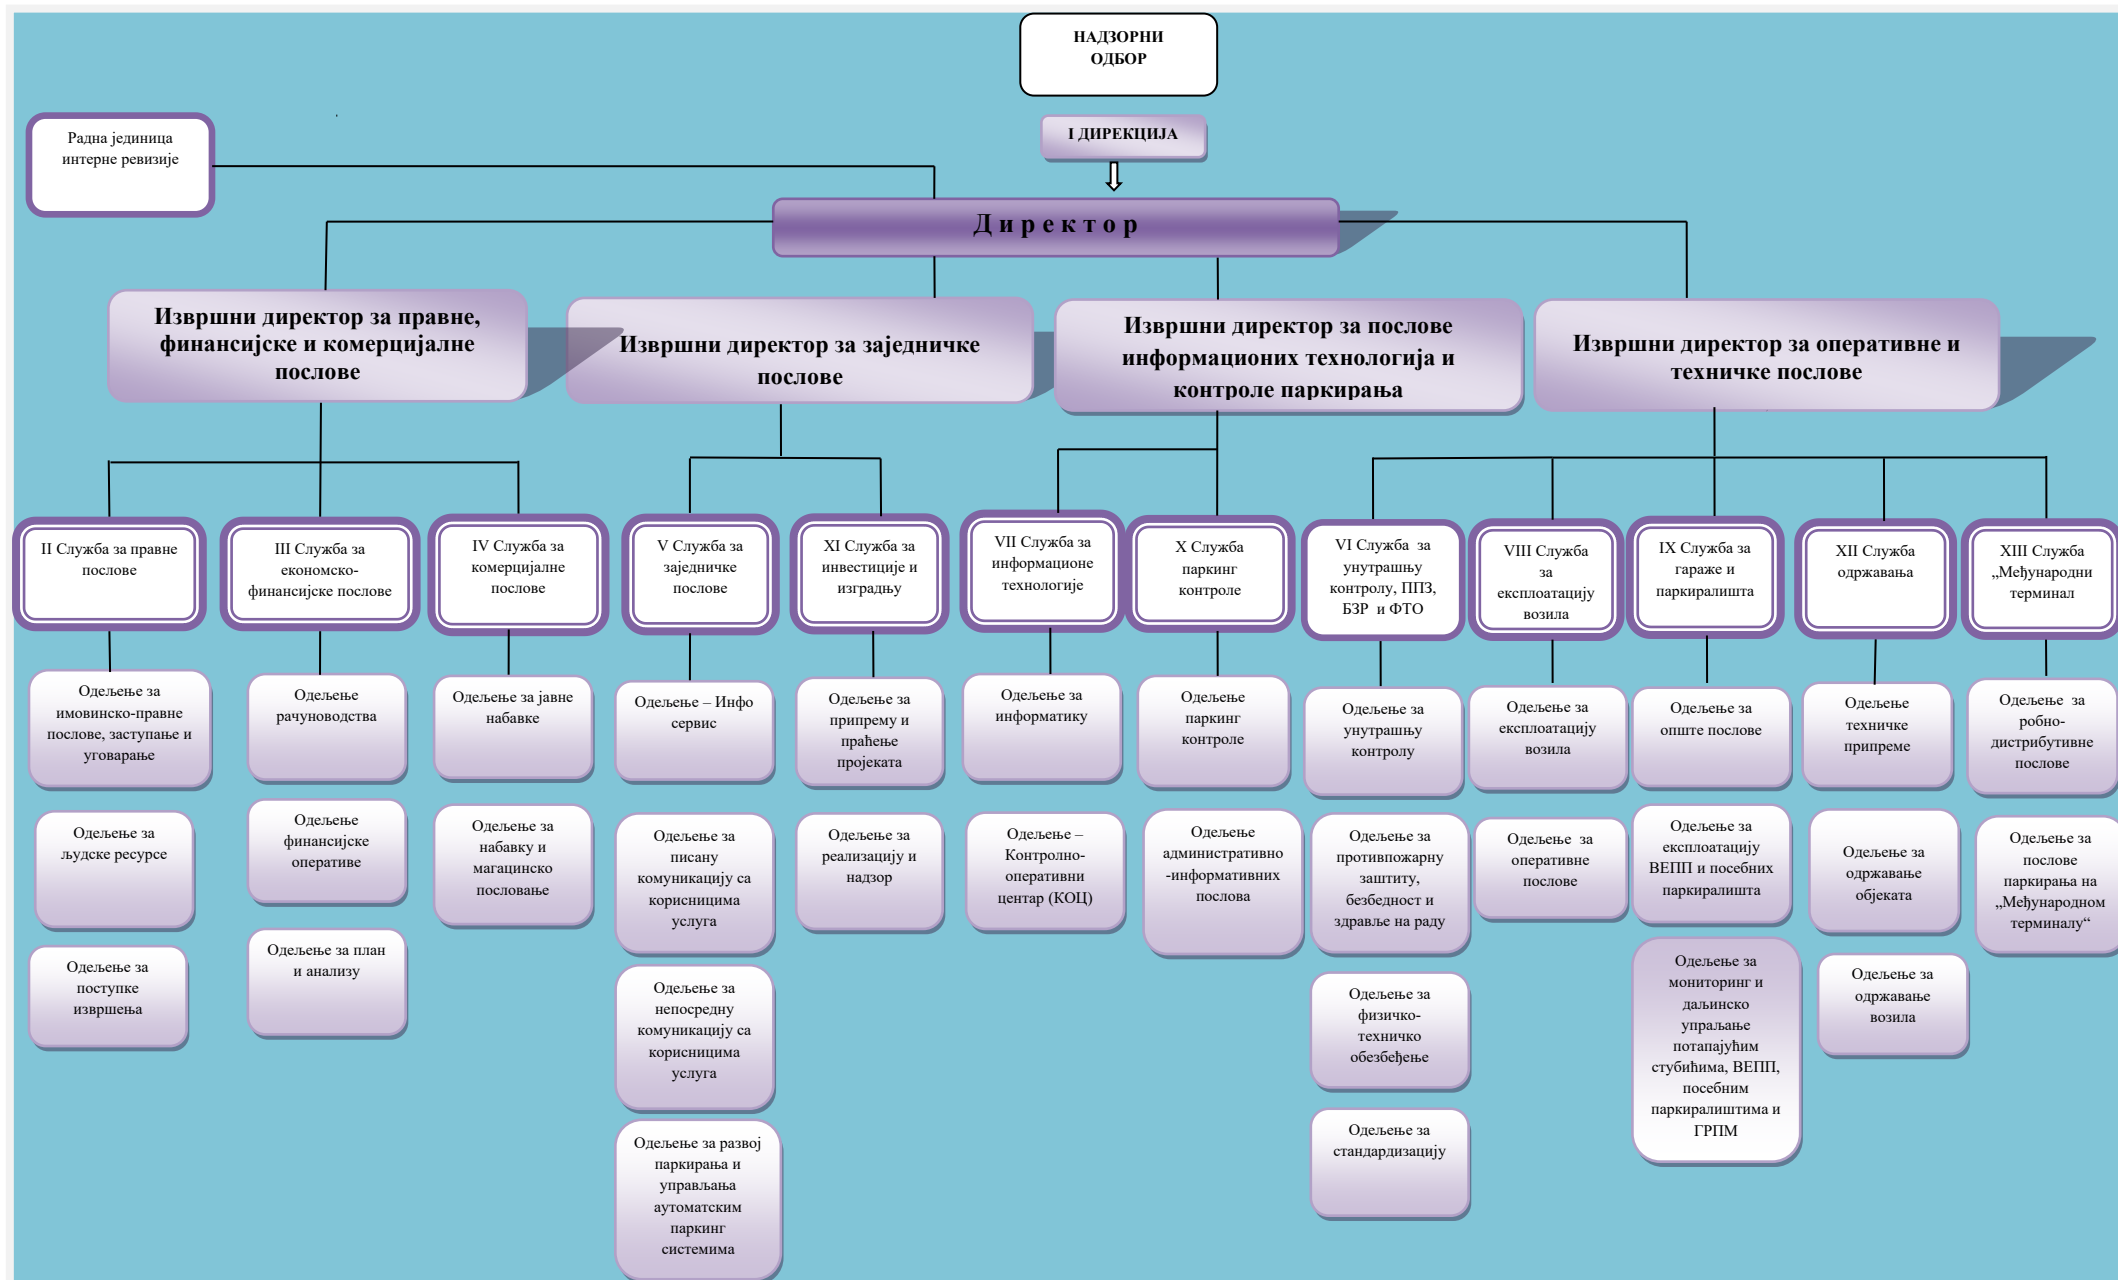 НАДЗОРНИ
ОДБОР
Радна јединица
интерне ревизије
I ДИРЕКЦИЈА
Д и р е к т о р
Извршни директор за правне,
финансијске и комерцијалне
послове
Извршни директор за заједничке
послове
Извршни директор за послове
информационих технологија и
контроле паркирања
Извршни директор за оперативне и
техничке послове
II Служба за правне
послове
III Служба за
економско-
финансијске послове
IV Служба за
комерцијалне
послове
V Служба за
заједничке
послове
XI Служба за
инвестиције и
изградњу
VII Служба за
информационе
технологије
X Служба
паркинг
контроле
VI Служба за
унутрашњу
контролу, ППЗ,
БЗР и ФТО
VIII Служба
за
експлоатацију
возила
IX Служба за
гараже и
паркиралишта
XII Служба
одржавања
XIII Служба
„Међународни
терминал
Одељење за
имовинско-правне
послове, заступање и
уговарање
Одељење
рачуноводства
Одељење за јавне
набавке
Одељење – Инфо
сервис
Одељење за
припрему и
праћење
пројеката
Одељење за
информатику
Одељење
паркинг
контроле
Одељење за
унутрашњу
контролу
Одељење за
експлоатацију
возила
Одељење за
опште послове
Одељење
техничке
припреме
Одељење за
робно-
дистрибутивне
послове
Одељење за
људске ресурсе
Одељење
финансијске
оперативе
Одељење за
набавку и
магацинско
пословање
Одељење за
писану
комуникацију са
корисницима
услуга
Одељење за
реализацију и
надзор
Одељење –
Контролно-
оперативни
центар (КОЦ)
Одељење
административно
-информативних
послова
Одељење за
противпожарну
заштиту,
безбедност и
здравље на раду
Одељење за
оперативне
послове
Одељење за
експлоатацију
ВЕПП и посебних
паркиралишта
Одељење за
одржавање
објеката
Одељење за
послове
паркирања на
„Међународном
терминалу“
Одељење за
поступке
извршења
Одељење за план
и анализу
Одељење за
непосредну
комуникацију са
корисницима
услуга
Одељење за
физичко-
техничко
обезбеђење
Одељење за
мониторинг и
даљинско
упраљање
потапајућим
стубићима, ВЕПП,
посебним
паркиралиштима и
ГРПМ
Одељење за
одржавање
возила
Одељење за развој
паркирања и
управљања
аутоматским
паркинг
системима
Одељење за
стандардизацију